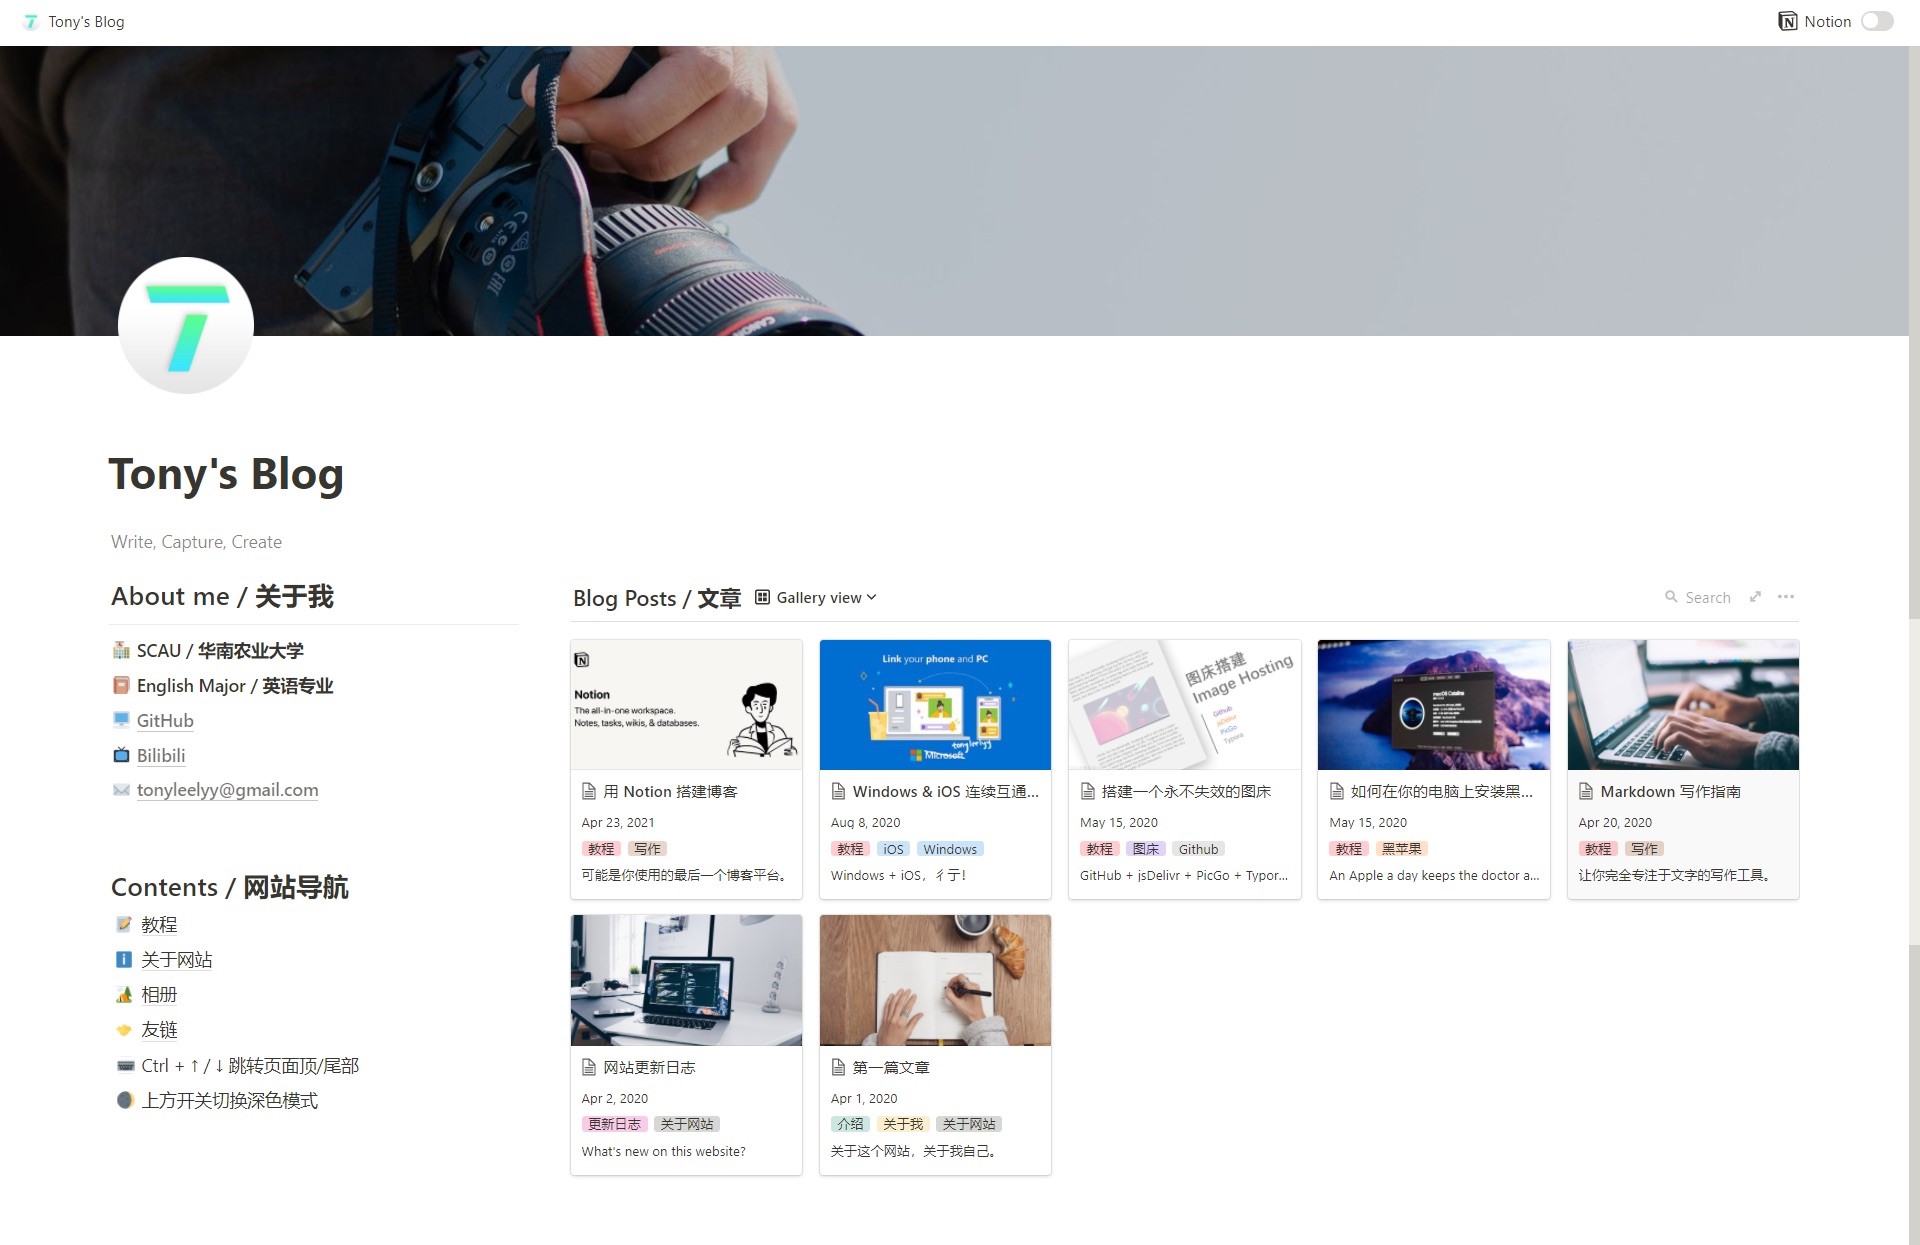 Tony's Blog
Notion
CANON
Tony's Blog
Write, Capture, Create
About me / 关于我
SCAU / 华南农业大学
English Major / 英语专业
GitHub
Bilibili
tonyleelyy@gmail.com
Contents / 网站导航
教程
关于网站
相册
友链
Ctrl + ↑ / ↓ 跳转页面顶/尾部
上方开关切换深色模式
Blog Posts / 文章
Gallery view
Search
Notion
The all-in-one workspace.
Notes, tasks, wikis, & databases.
用 Notion 搭建博客
Apr 23, 2021
教程 写作
可能是你使用的最后一个博客平台。
Link your phone and PC
tonyleelyy
Microsoft
Windows & iOS 连续互通...
Aug 8, 2020
教程 iOS Windows
Windows + iOS，彳亍！
图床搭建
Image Hosting
Github
jsDelivr
PicGo
Typora
搭建一个永不失效的图床
May 15, 2020
教程 图床 Github
GitHub + jsDelivr + PicGo + Typor...
macOS Catalina
如何在你的电脑上安装黑...
May 15, 2020
教程 黑苹果
An Apple a day keeps the doctor a...
Markdown 写作指南
Apr 20, 2020
教程 写作
让你完全专注于文字的写作工具。
网站更新日志
Apr 2, 2020
更新日志 关于网站
What's new on this website?
第一篇文章
Apr 1, 2020
介绍 关于我 关于网站
关于这个网站，关于我自己。